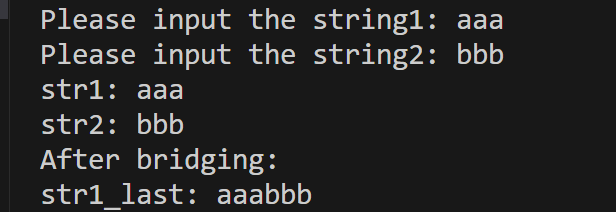 Please input the string1: aaa
Please input the string2: bbb
str1: aaa
str2: bbb
After bridging:
str1_last: aaabbb